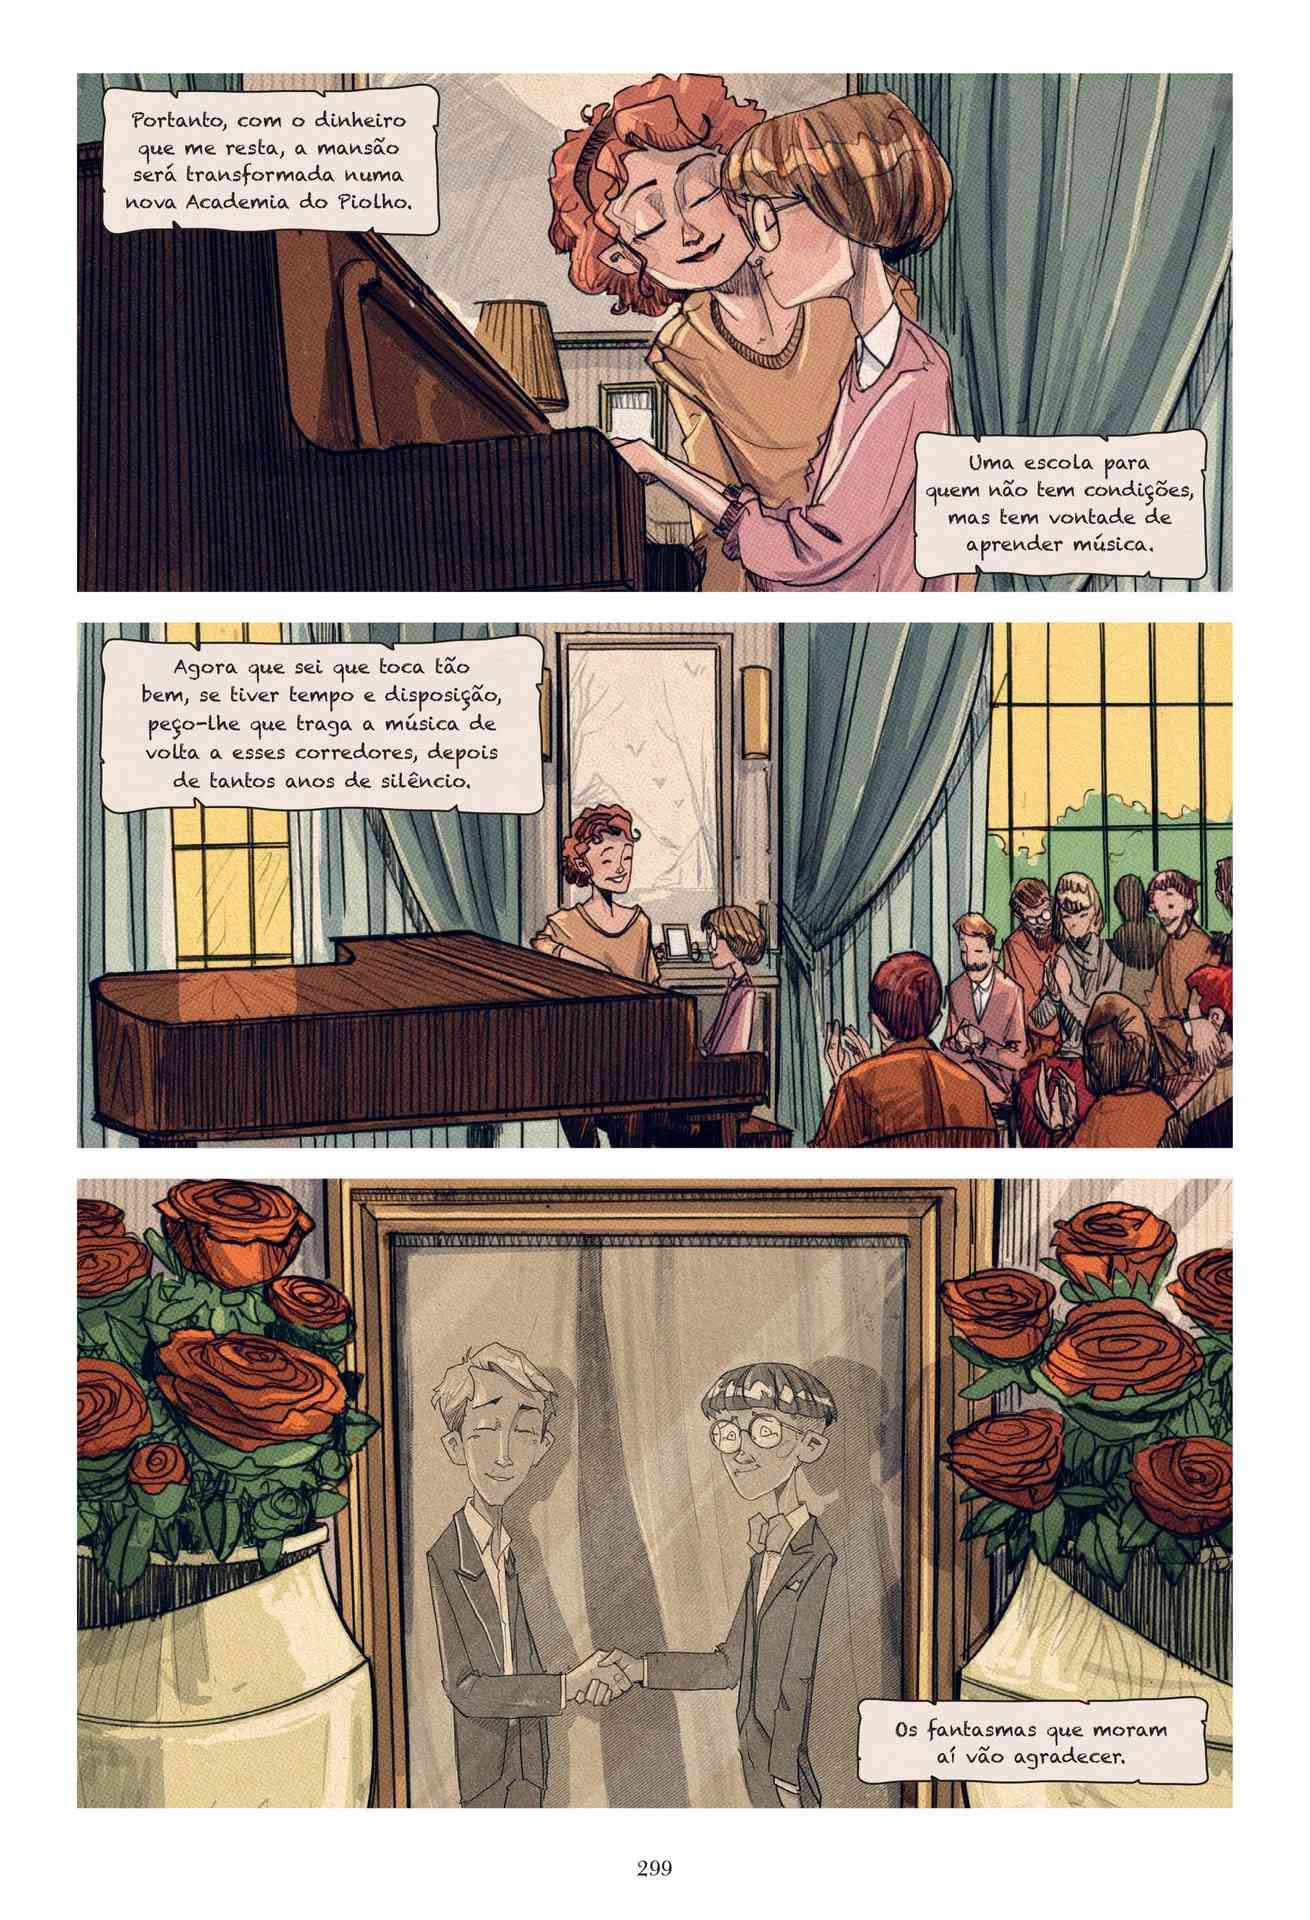 Portanto, com o dinheiro
que me resta, a mansão
será transformada numa
nova Academia do Piolho.
Uma escola para
quem não tem condições,
mas tem vontade de
aprender música.
Agora que sei que toca tão
bem, se tiver tempo e disposição,
peço-lhe que traga a música de
volta a esses corredores, depois
de tantos anos de silêncio.
Os fantasmas que moram
aí vão agradecer.
299